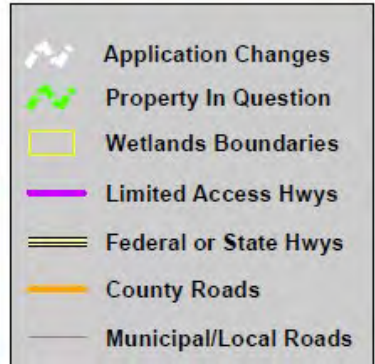 Application Changes
Property In Question
Wetlands Boundaries
Limited Access Hwys
Federal or State Hwys
County Roads
Municipal/Local Roads